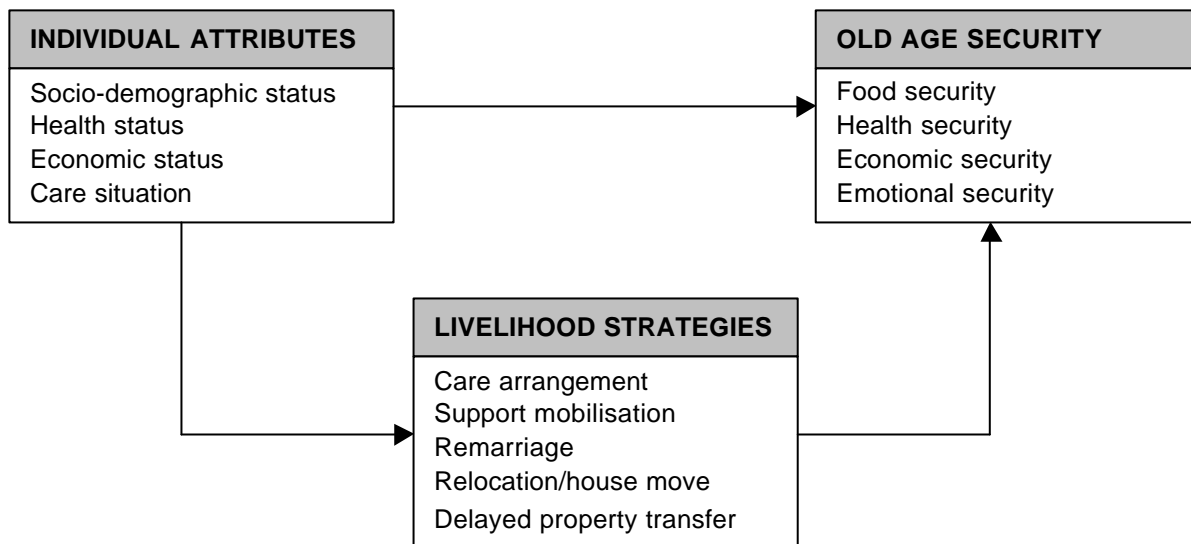 INDIVIDUAL ATTRIBUTES
Socio-demographic status
Health status
Economic status
Care situation
OLD AGE SECURITY
Food security
Health security
Economic security
Emotional security
LIVELIHOOD STRATEGIES
Care arrangement
Support mobilisation
Remarriage
Relocation/house move
Delayed property transfer